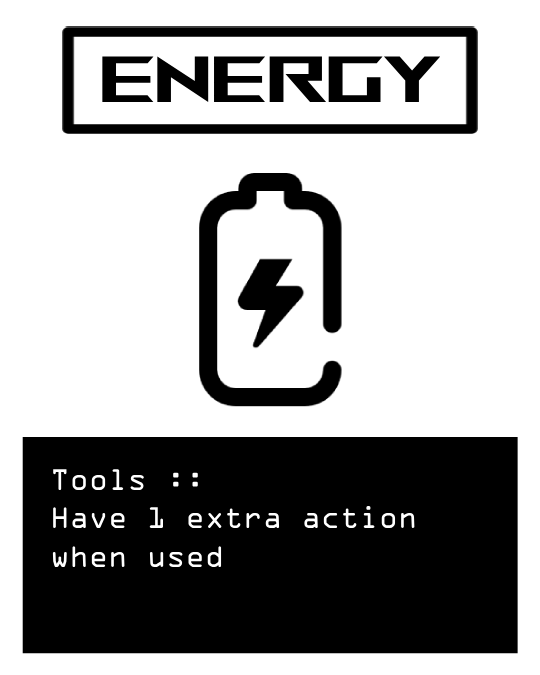 ENERGY
Tools ::
Have 1 extra action
when used